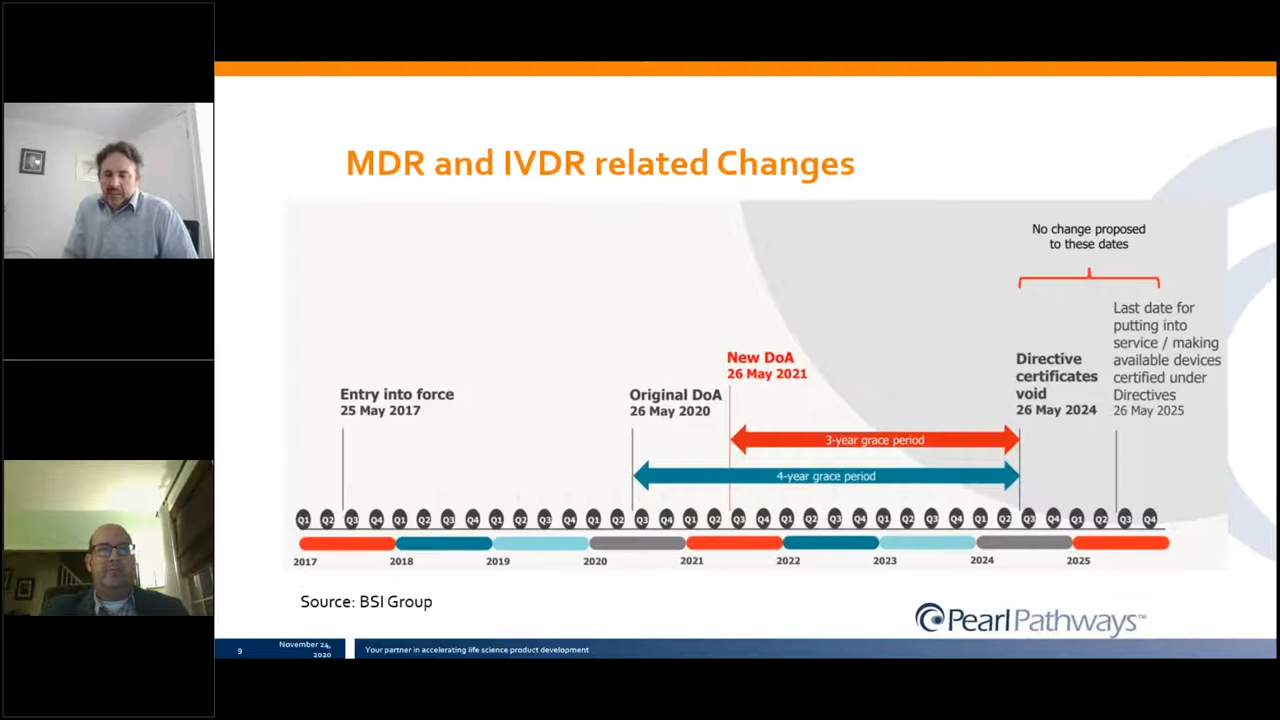 MDR and IVDR related Changes
No change proposed
to these dates
Last date for
putting into
service / making
available devices
certified under
Directives
26 May 2025
Directive
certificates
void
26 May 2024
New DoA
26 May 2021
Original DoA
26 May 2020
Entry into force
25 May 2017
3-year grace period
4-year grace period
Q1 Q2 Q3 Q4 Q1 Q2 Q3 Q4 Q1 Q2 Q3 Q4 Q1 Q2 Q3 Q4 Q1 Q2 Q3 Q4 Q1 Q2 Q3 Q4 Q1 Q2 Q3 Q4 Q1 Q2 Q3 Q4 Q1 Q2 Q3 Q4
2017 2018 2019 2020 2021 2022 2023 2024 2025
Source: BSI Group
PearlPathways™
9
November 24,
2020
Your partner in accelerating life science product development